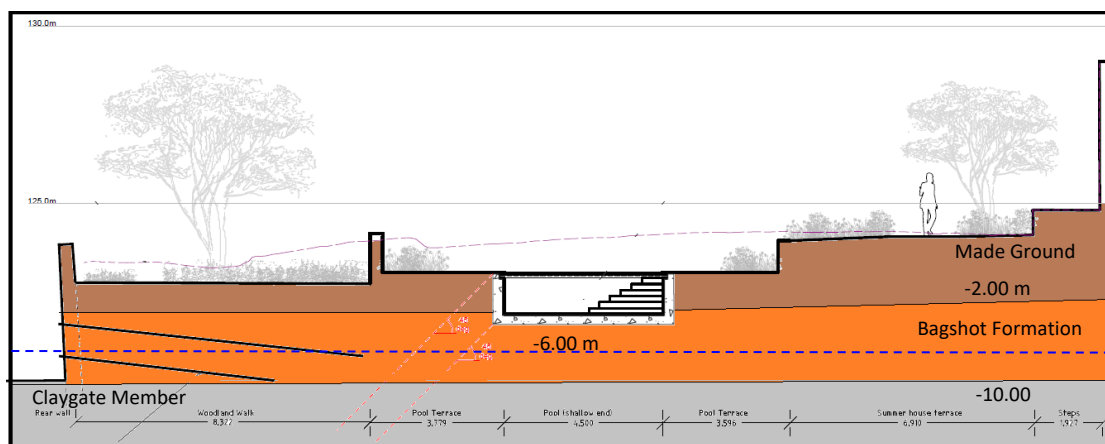 130.0m
125.0m
Made Ground
-2.00 m
Bagshot Formation
-6.00 m
Claygate Member
-10.00
Rear wall
Woodland Walk
8,322
Pool Terrace
3,779
Pool (shallow end)
4,500
Pool Terrace
3,596
Summer house terrace
6,910
Steps
1,927